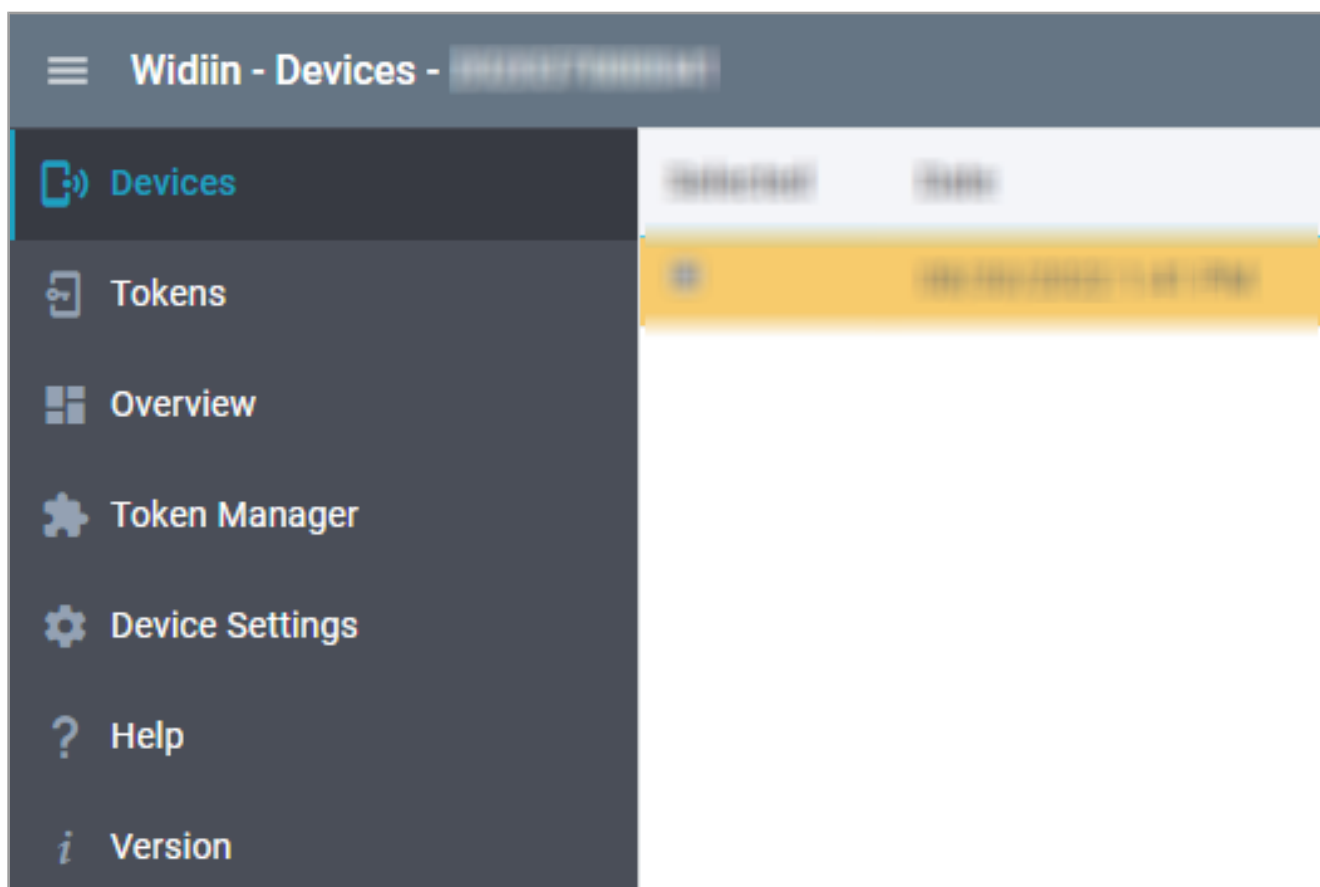 Widiin - Devices -
Devices
Tokens
Overview
Token Manager
Device Settings
Help
Version